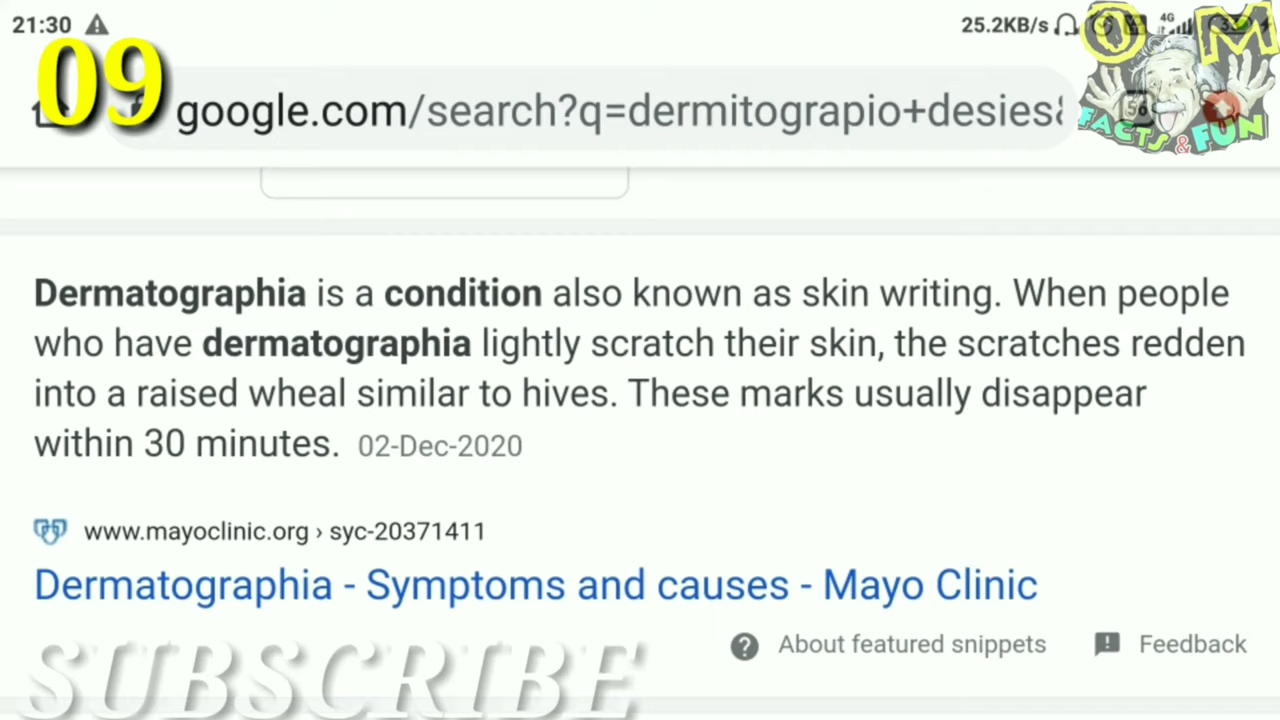 21:30
25.2KB/s
4G
O M
09
google.com/search?q=dermitograpio+desies&
56
FACTS & FUN
Dermatographia is a condition also known as skin writing. When people
who have dermatographia lightly scratch their skin, the scratches redden
into a raised wheal similar to hives. These marks usually disappear
within 30 minutes. 02-Dec-2020
www.mayoclinic.org › syc-20371411
Dermatographia - Symptoms and causes - Mayo Clinic
About featured snippets
Feedback
SUBSCRIBE